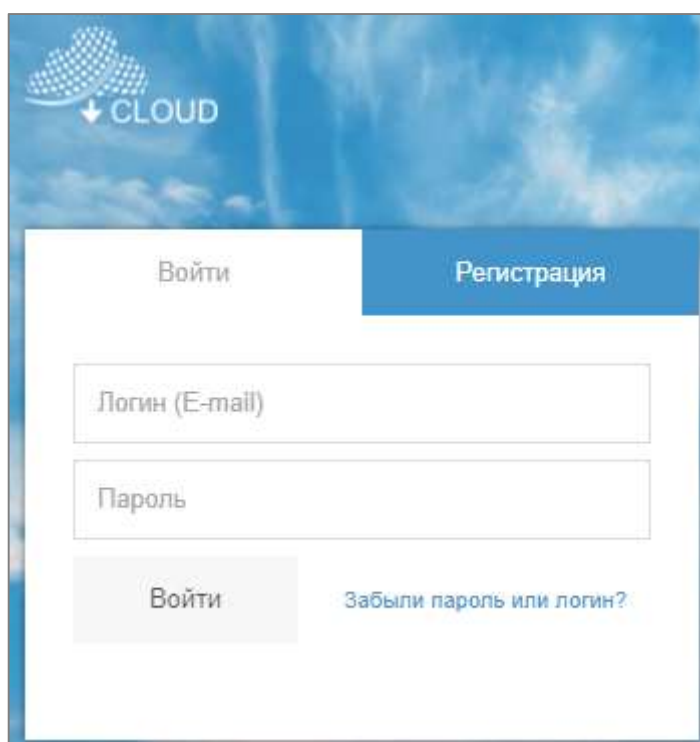 CLOUD
Войти
Регистрация
Логин (E-mail)
Пароль
Войти
Забыли пароль или логин?